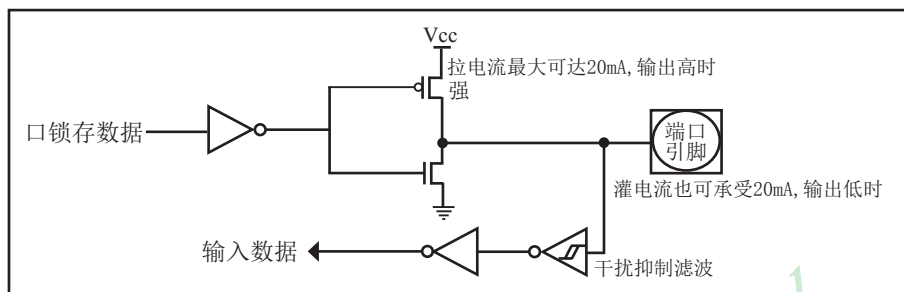 Vcc
拉电流最大可达20mA,输出高时
强
口锁存数据
端口
引脚
灌电流也可承受20mA,输出低时
输入数据
干扰抑制滤波